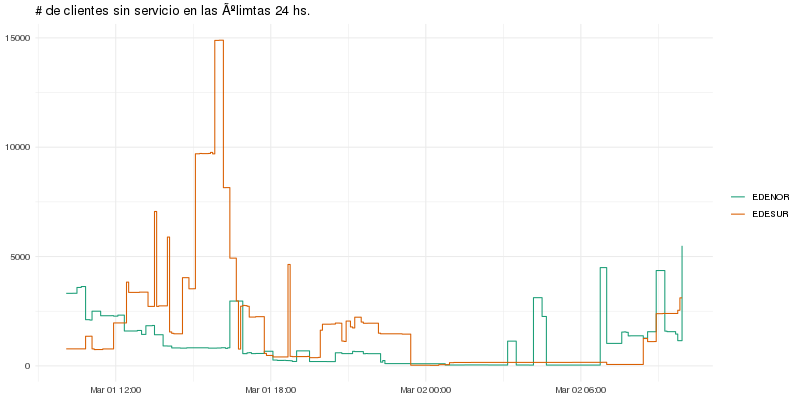 # de clientes sin servicio en las Ãºlimtas 24 hs.
15000
10000
5000
0
EDENOR
EDESUR
Mar 01 12:00
Mar 01 18:00
Mar 02 00:00
Mar 02 06:00